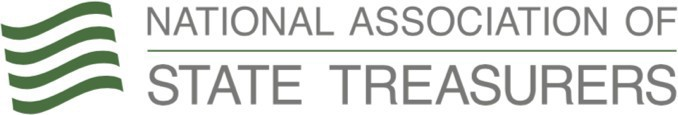 NATIONAL ASSOCIATION OF
STATE TREASURERS